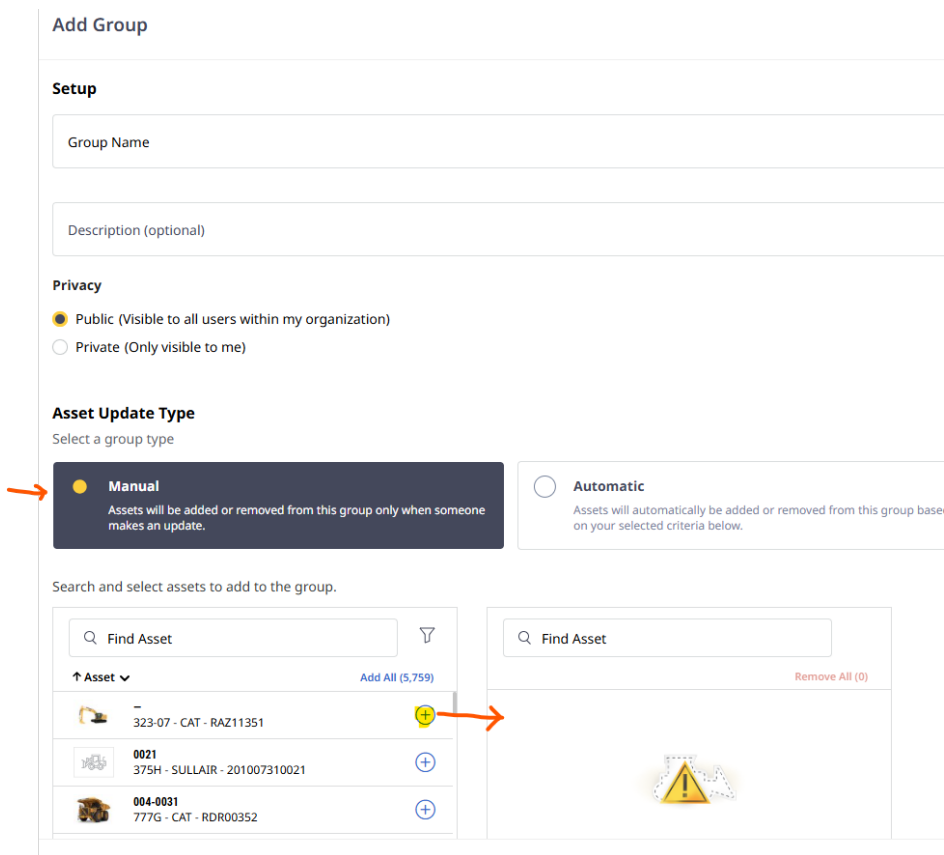 Add Group
Setup
Group Name
Description (optional)
Privacy
Public (Visible to all users within my organization)
Private (Only visible to me)
Asset Update Type
Select a group type
Manual
Assets will be added or removed from this group only when someone
makes an update.
Automatic
Assets will automatically be added or removed from this group base
on your selected criteria below.
Search and select assets to add to the group.
Find Asset
Asset
Add All (5,759)
–
323-07 - CAT - RAZ11351
0021
375H - SULLAIR - 201007310021
004-0031
777G - CAT - RDR00352
Find Asset
Remove All (0)